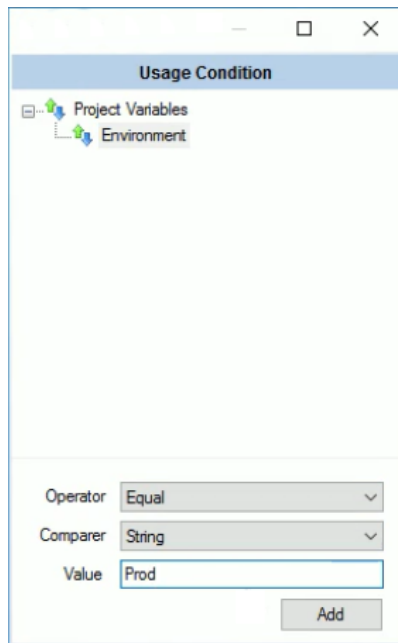 Usage Condition
Project Variables
Environment
Operator Equal
Comparer String
Value Prod
Add